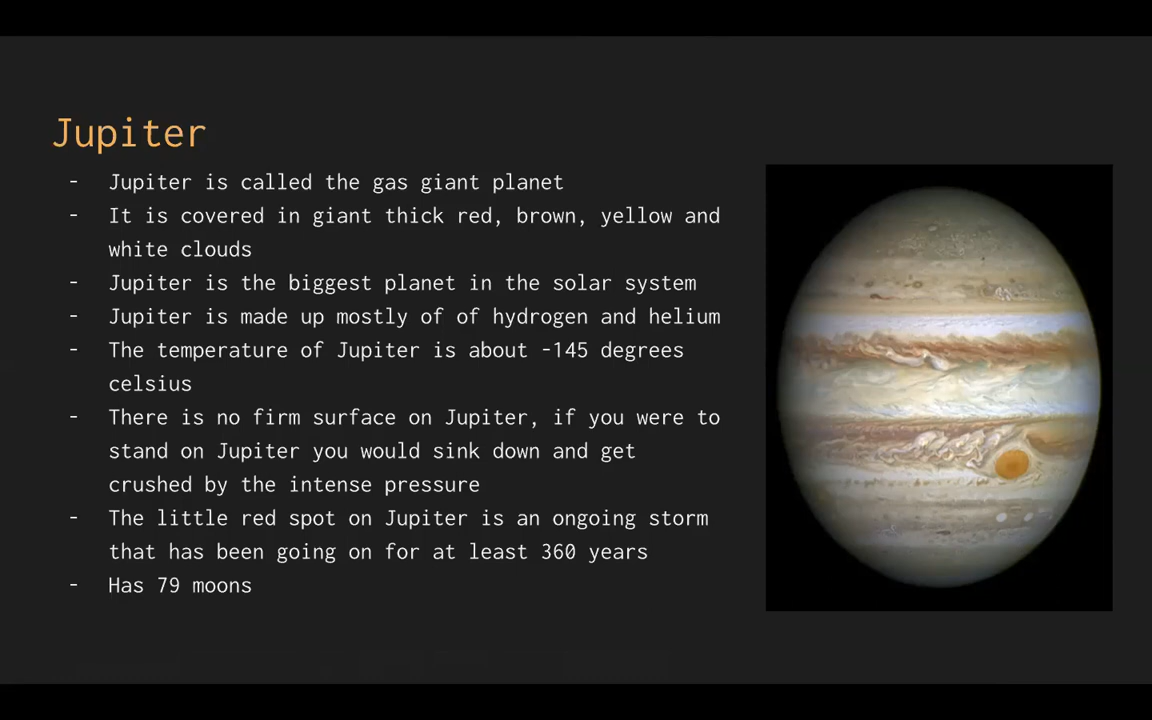 Jupiter
- Jupiter is called the gas giant planet
- It is covered in giant thick red, brown, yellow and
white clouds
- Jupiter is the biggest planet in the solar system
- Jupiter is made up mostly of of hydrogen and helium
- The temperature of Jupiter is about -145 degrees
celsius
- There is no firm surface on Jupiter, if you were to
stand on Jupiter you would sink down and get
crushed by the intense pressure
- The little red spot on Jupiter is an ongoing storm
that has been going on for at least 360 years
- Has 79 moons